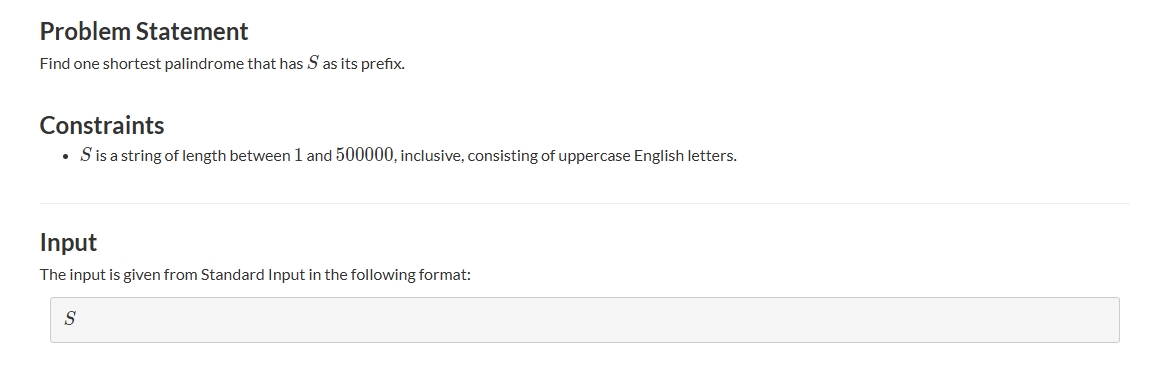 Problem Statement
Find one shortest palindrome that has S as its prefix.
Constraints
• S is a string of length between 1 and 500000, inclusive, consisting of uppercase English letters.
Input
The input is given from Standard Input in the following format:
S